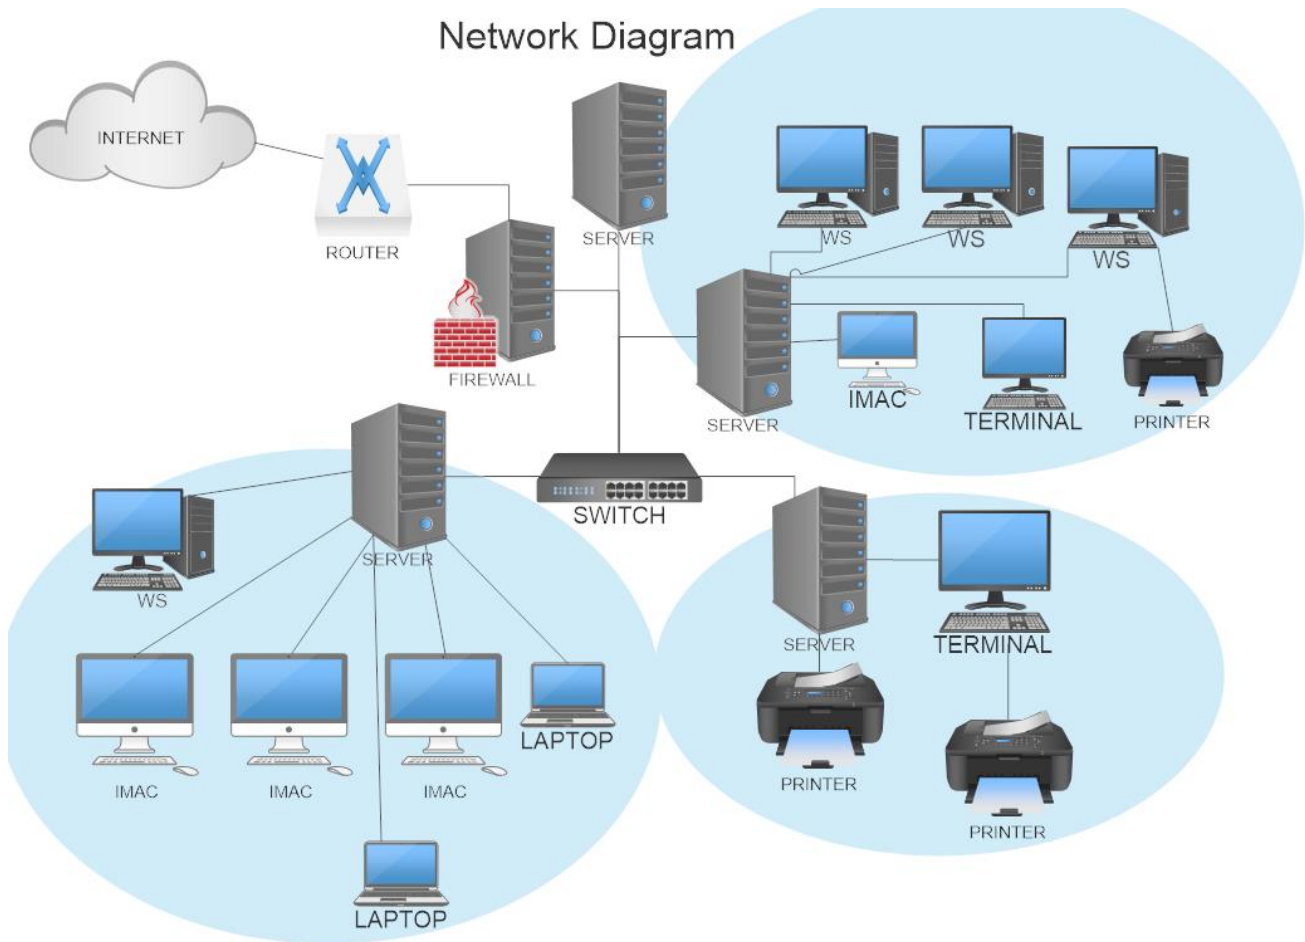 Network Diagram
INTERNET
ROUTER
SERVER
WS
WS
WS
FIREWALL
IMAC
TERMINAL
PRINTER
SERVER
SWITCH
SERVER
WS
SERVER
TERMINAL
LAPTOP
IMAC
IMAC
IMAC
PRINTER
PRINTER
LAPTOP